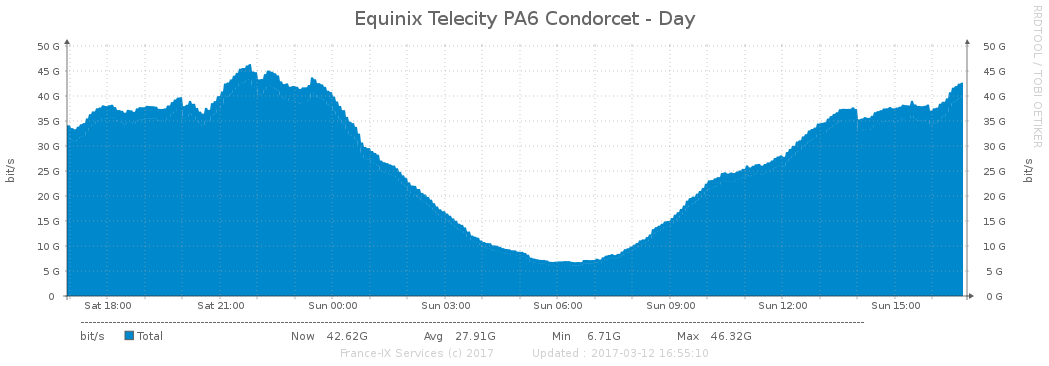 Equinix Telecity PA6 Condorcet - Day
RRDTOOL / TOBI OETIKER
50 G 50 G
45 G 45 G
40 G 40 G
35 G 35 G
30 G 30 G
25 G 25 G
20 G 20 G
15 G 15 G
10 G 10 G
5 G 5 G
0 0 G
bit/s bit/s
Sat 18:00 Sat 21:00 Sun 00:00 Sun 03:00 Sun 06:00 Sun 09:00 Sun 12:00 Sun 15:00
bit/s Total Now 42.62G Avg 27.91G Min 6.71G Max 46.32G
France-IX Services (c) 2017 Updated : 2017-03-12 16:55:10